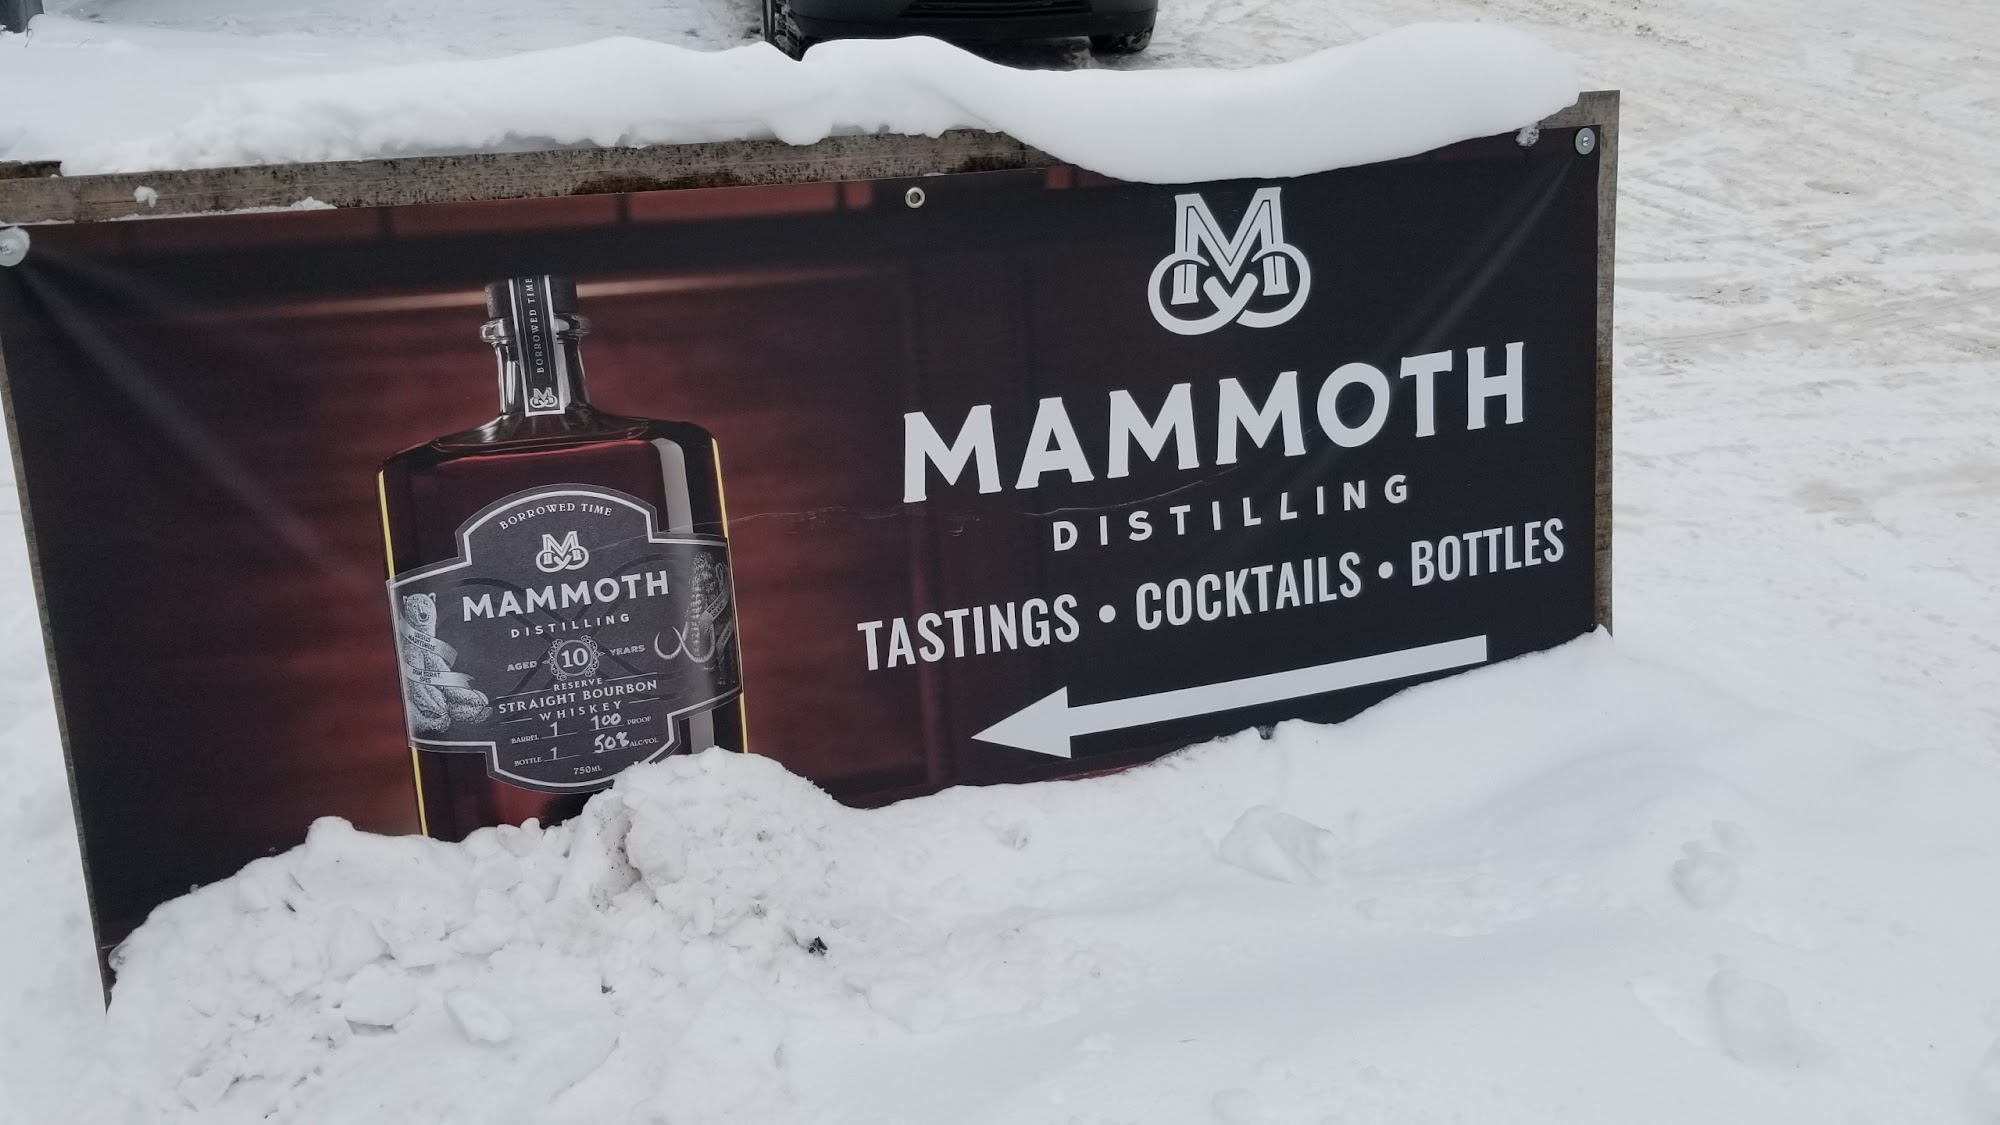 BORROWED TIME
BORROWED TIME
MAMMOTH
DISTILLING
AGED 10 YEARS
RESERVE
STRAIGHT BOURBON
WHISKEY
BARREL 1 100 PROOF
BOTTLE 1 50% ALC/VOL
750ML
M
MAMMOTH
DISTILLING
TASTINGS • COCKTAILS • BOTTLES